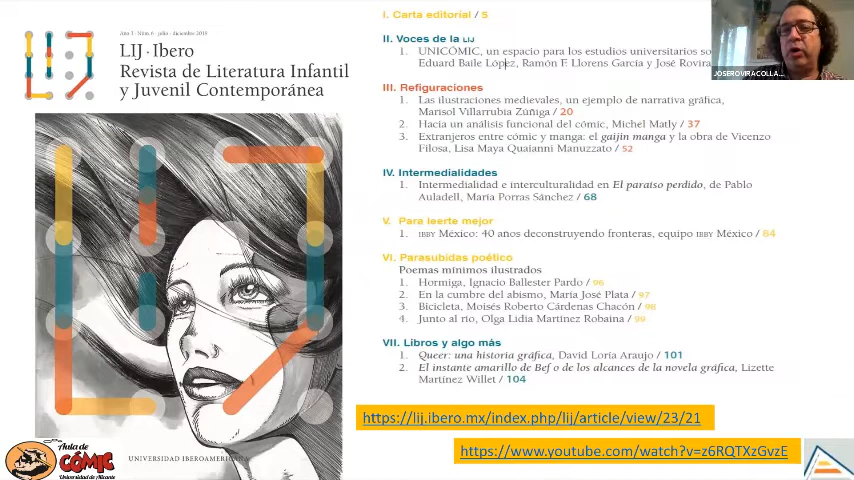 Año 3 · Núm. 6 · julio - diciembre 2018
LIJ · Ibero
Revista de Literatura Infantil
y Juvenil Contemporánea
Aula de
CÓMIC
Universidad de Alicante
UNIVERSIDAD IBEROAMERICANA
I. Carta editorial / 5
II. Voces de la LIJ
1. UNICÓMIC, un espacio para los estudios universitarios so
Eduard Baile López, Ramón F. Llorens García y José Rovira
III. Refiguraciones
1. Las ilustraciones medievales, un ejemplo de narrativa gráfica,
Marisol Villarrubia Zúñiga / 20
2. Hacia un análisis funcional del cómic, Michel Matly / 37
3. Extranjeros entre cómic y manga: el gaijin manga y la obra de Vicenzo
Filosa, Lisa Maya Quaianni Manuzzato / 52
IV. Intermedialidades
1. Intermedialidad e interculturalidad en El paraíso perdido, de Pablo
Auladell, María Porras Sánchez / 68
V. Para leerte mejor
1. IBBY México: 40 años deconstruyendo fronteras, equipo IBBY México / 84
VI. Parasubidas poético
Poemas mínimos ilustrados
1. Hormiga, Ignacio Ballester Pardo / 96
2. En la cumbre del abismo, María José Plata / 97
3. Bicicleta, Moisés Roberto Cárdenas Chacón / 98
4. Junto al río, Olga Lidia Martínez Robaina / 99
VII. Libros y algo más
1. Queer: una historia gráfica, David Loría Araujo / 101
2. El instante amarillo de Bef o de los alcances de la novela gráfica, Lizette
Martínez Willet / 104
https://lij.ibero.mx/index.php/lij/article/view/23/21
https://www.youtube.com/watch?v=z6RQTXzGvzE
JOSEROVIRACOLLA...